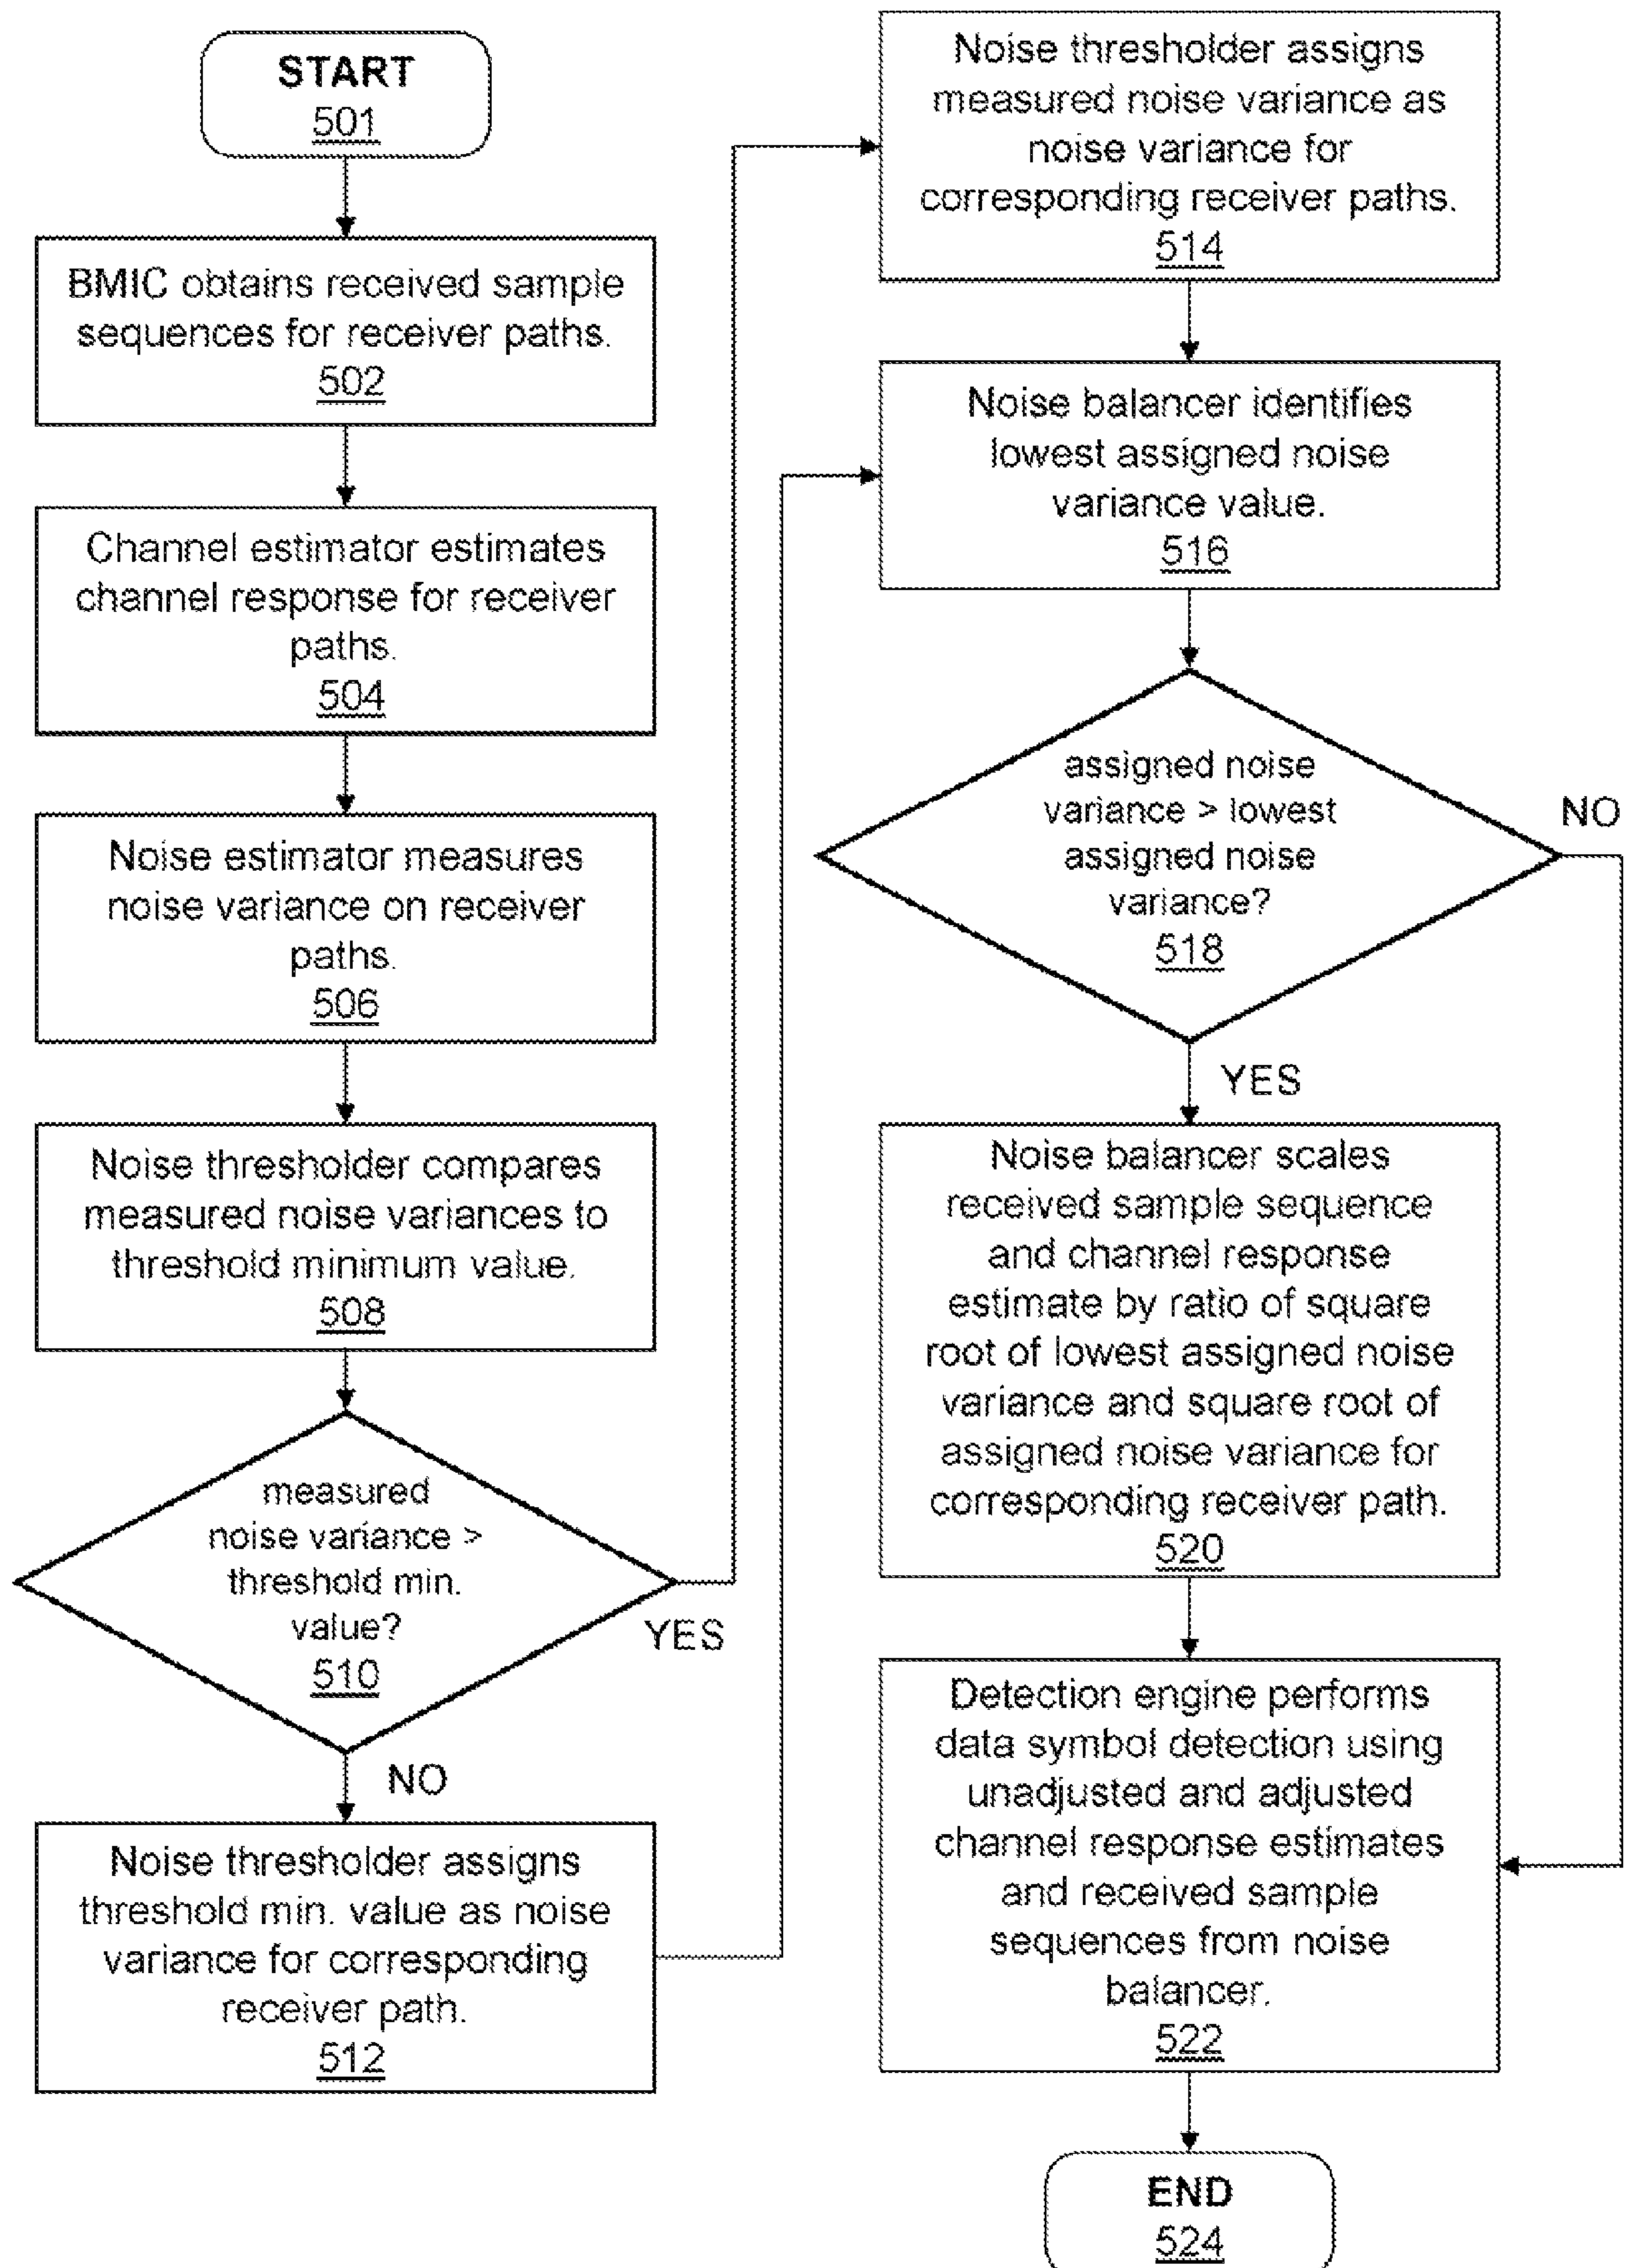 START
501
BMIC obtains received sample
sequences for receiver paths.
502
Channel estimator estimates
channel response for receiver
paths.
504
Noise estimator measures
noise variance on receiver
paths.
506
Noise thresholder compares
measured noise variances to
threshold minimum value.
508
measured
noise variance >
threshold min.
value?
510
YES
NO
Noise thresholder assigns
threshold min. value as noise
variance for corresponding
receiver path.
512
Noise thresholder assigns
measured noise variance as
noise variance for
corresponding receiver paths.
514
Noise balancer identifies
lowest assigned noise
variance value.
516
assigned noise
variance > lowest
assigned noise
variance?
518
NO
YES
Noise balancer scales
received sample sequence
and channel response
estimate by ratio of square
root of lowest assigned noise
variance and square root of
assigned noise variance for
corresponding receiver path.
520
Detection engine performs
data symbol detection using
unadjusted and adjusted
channel response estimates
and received sample
sequences from noise
balancer.
522
END
524